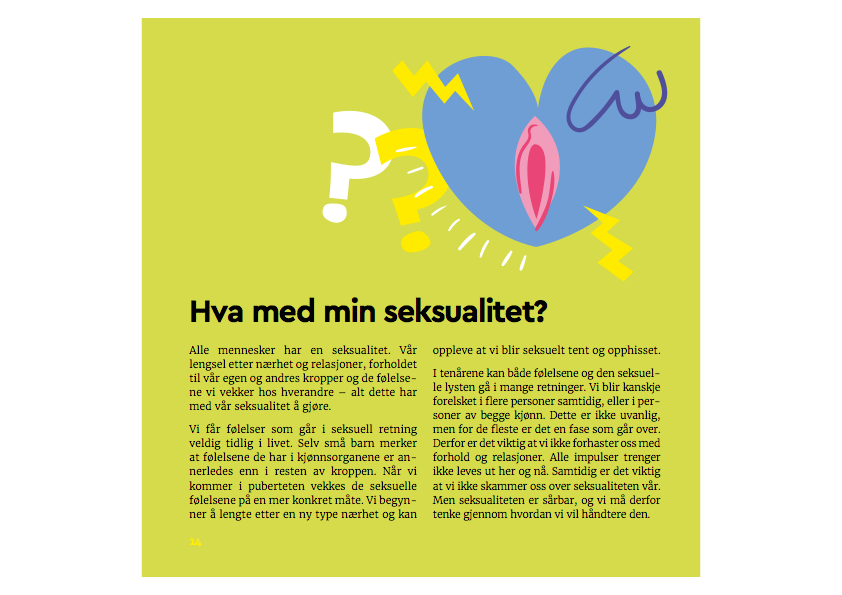 ? ?
Hva med min seksualitet?
Alle mennesker har en seksualitet. Vår
lengsel etter nærhet og relasjoner, forholdet
til vår egen og andres kropper og de følelse-
ne vi vekker hos hverandre – alt dette har
med vår seksualitet å gjøre.
Vi får følelser som går i seksuell retning
veldig tidlig i livet. Selv små barn merker
at følelsene de har i kjønnsorganene er an-
nerledes enn i resten av kroppen. Når vi
kommer i puberteten vekkes de seksuelle
følelsene på en mer konkret måte. Vi begyn-
ner å lengte etter en ny type nærhet og kan
oppleve at vi blir seksuelt tent og opphisset.
I tenårene kan både følelsene og den seksuel-
le lysten gå i mange retninger. Vi blir kanskje
forelsket i flere personer samtidig, eller i per-
soner av begge kjønn. Dette er ikke uvanlig,
men for de fleste er det en fase som går over.
Derfor er det viktig at vi ikke forhaster oss med
forhold og relasjoner. Alle impulser trenger
ikke leves ut her og nå. Samtidig er det viktig
at vi ikke skammer oss over seksualiteten vår.
Men seksualiteten er sårbar, og vi må derfor
tenke gjennom hvordan vi vil håndtere den.
14